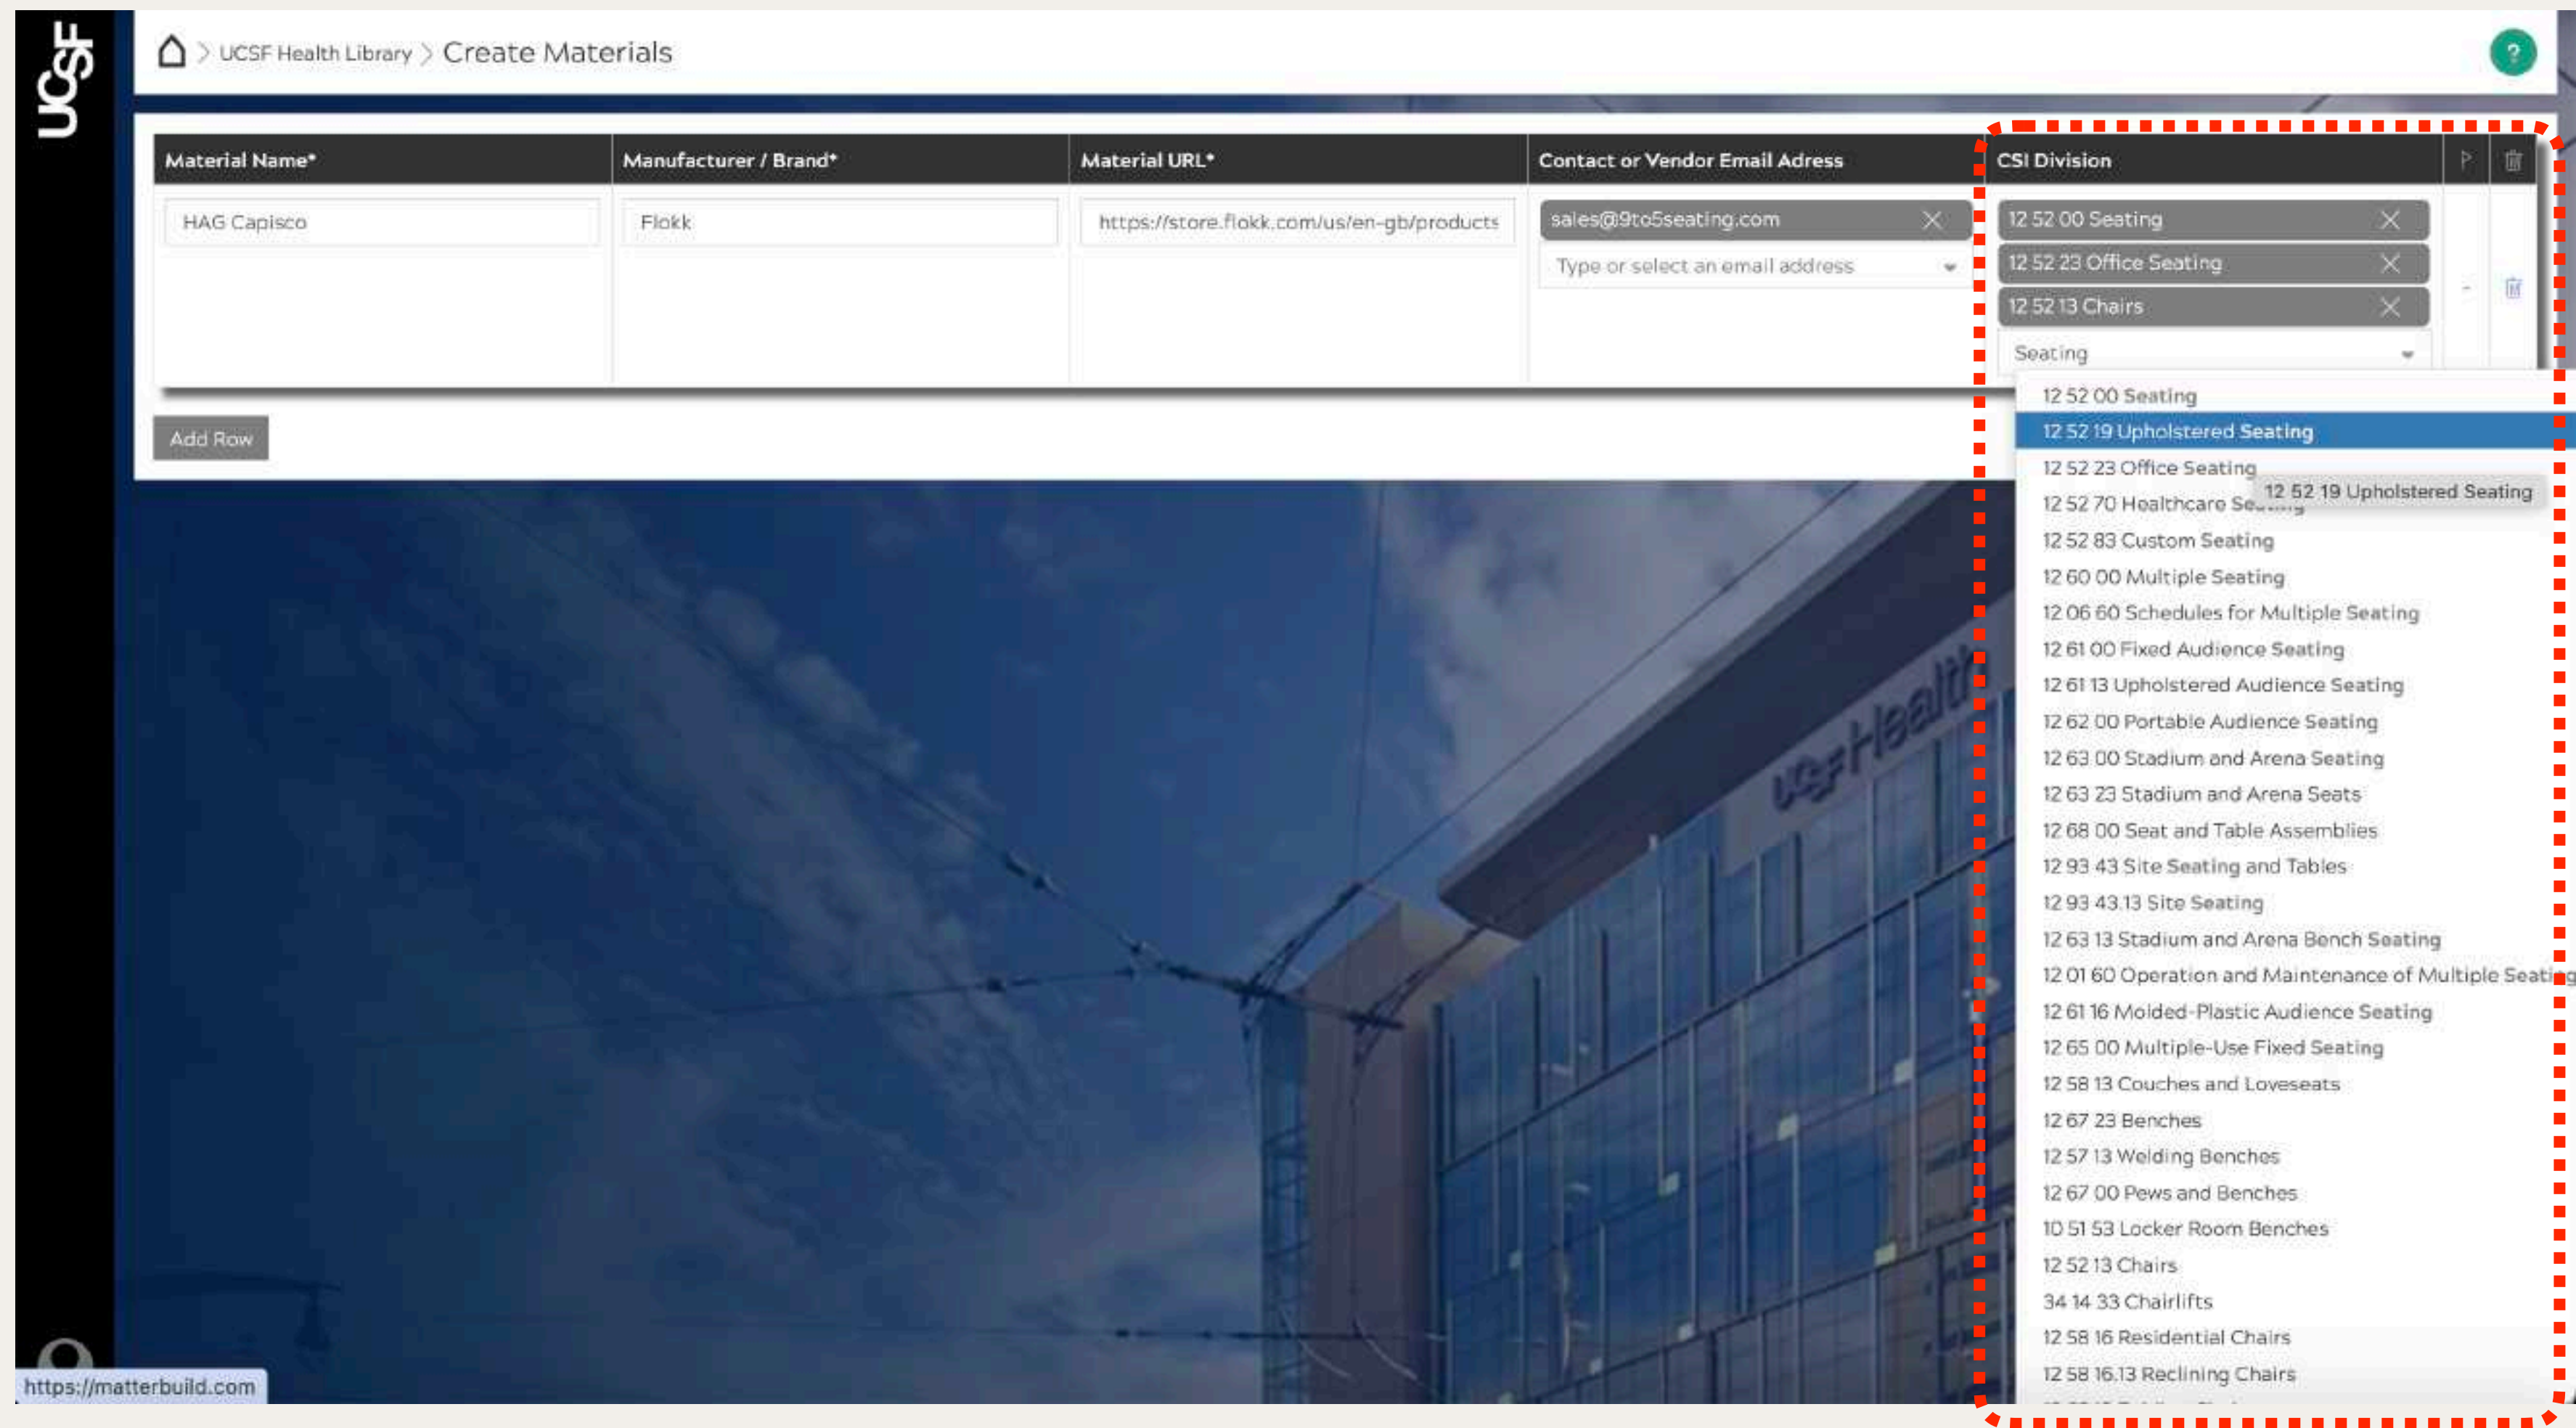 UCSF
> UCSF Health Library > Create Materials
?
Material Name*
Manufacturer / Brand*
Material URL*
Contact or Vendor Email Adress
CSI Division
HAG Capisco
Flokk
https://store.flokk.com/us/en-gb/products
sales@9to5seating.com
Type or select an email address
12 52 00 Seating
12 52 23 Office Seating
12 52 13 Chairs
Seating
-
Add Row
12 52 00 Seating
12 52 19 Upholstered Seating
12 52 23 Office Seating
12 52 19 Upholstered Seating
12 52 70 Healthcare
12 52 83 Custom Seating
12 60 00 Multiple Seating
12 06 60 Schedules for Multiple Seating
12 61 00 Fixed Audience Seating
12 61 13 Upholstered Audience Seating
12 62 00 Portable Audience Seating
12 63 00 Stadium and Arena Seating
12 63 23 Stadium and Arena Seats
12 68 00 Seat and Table Assemblies
12 93 43 Site Seating and Tables
12 93 43.13 Site Seating
12 63 13 Stadium and Arena Bench Seating
12 01 60 Operation and Maintenance of Multiple Seating
12 61 16 Molded-Plastic Audience Seating
12 65 00 Multiple-Use Fixed Seating
12 58 13 Couches and Loveseats
12 67 23 Benches
12 57 13 Welding Benches
12 67 00 Pews and Benches
10 51 53 Locker Room Benches
12 52 13 Chairs
34 14 33 Chairlifts
12 58 16 Residential Chairs
12 58 16.13 Reclining Chairs
UCSF Health
https://matterbuild.com